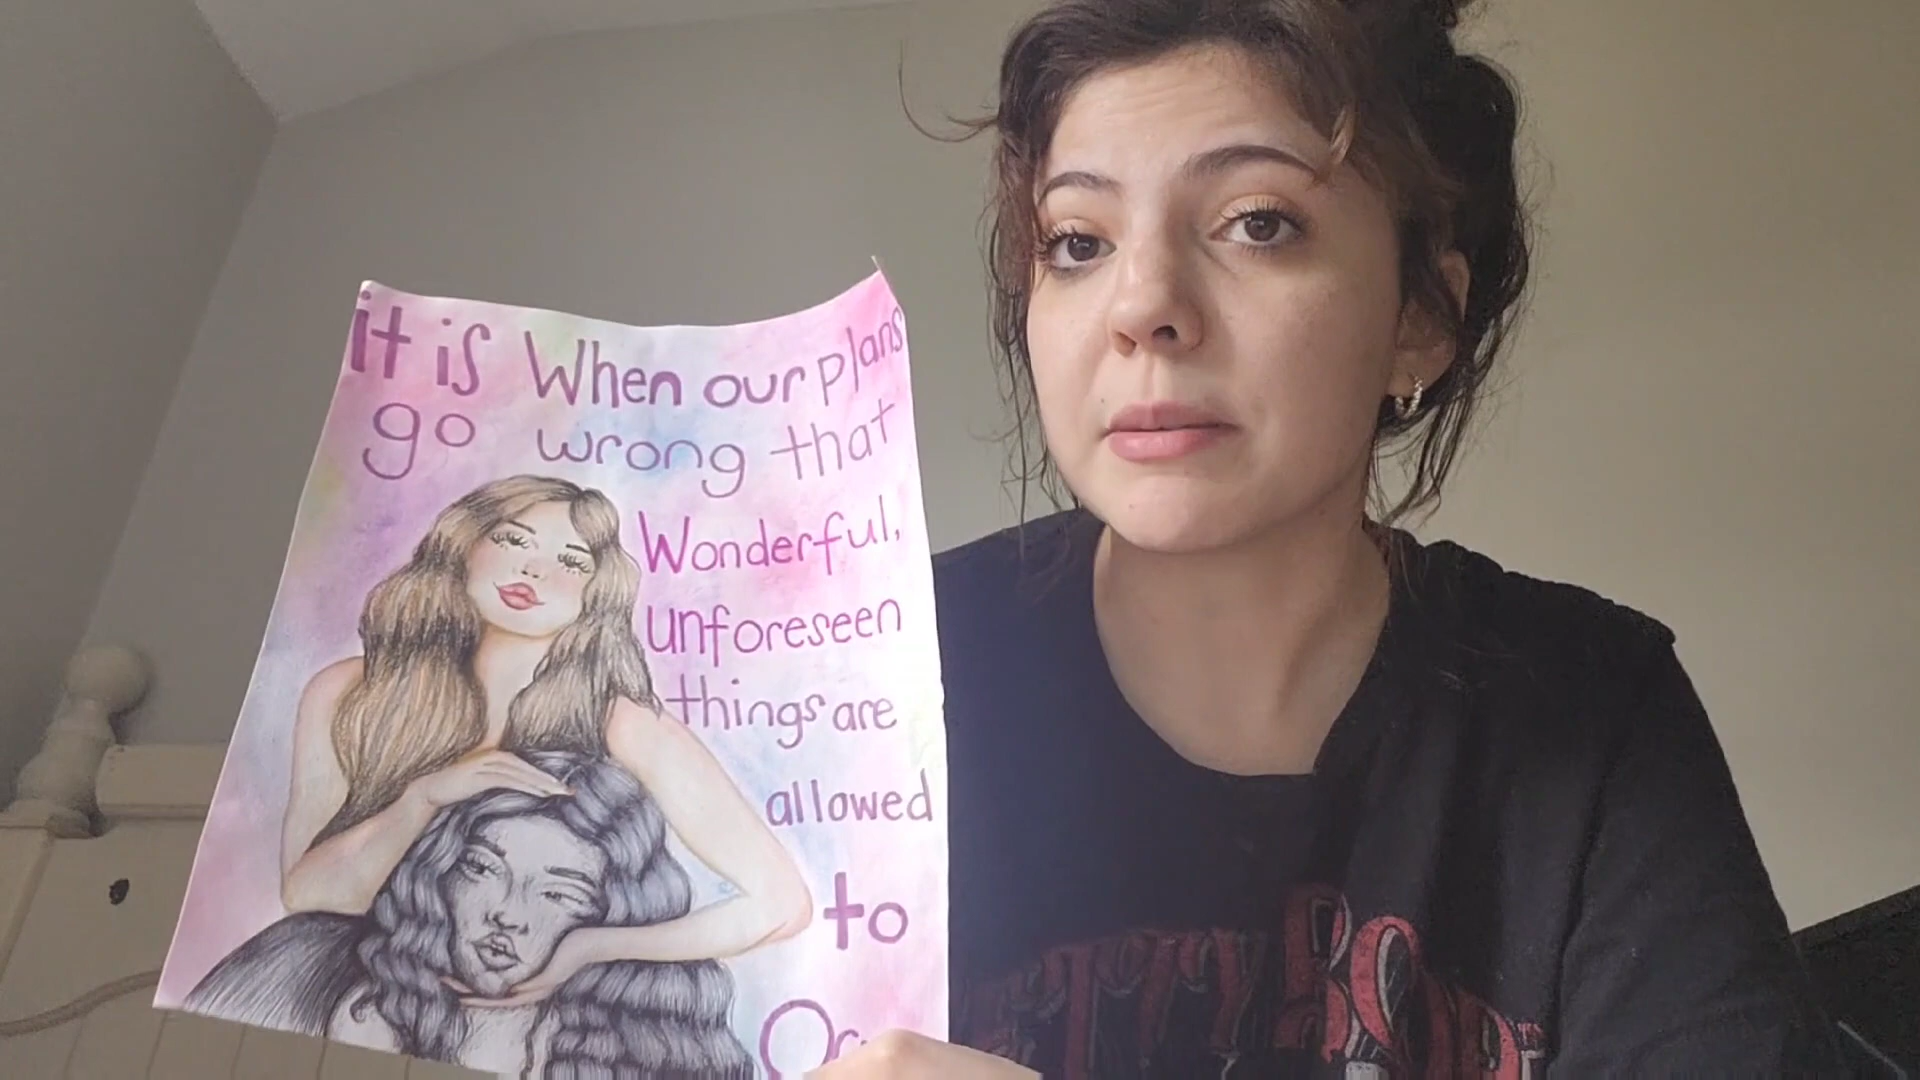 it is When our plans
go wrong that
Wonderful,
unforeseen
things are
allowed
to